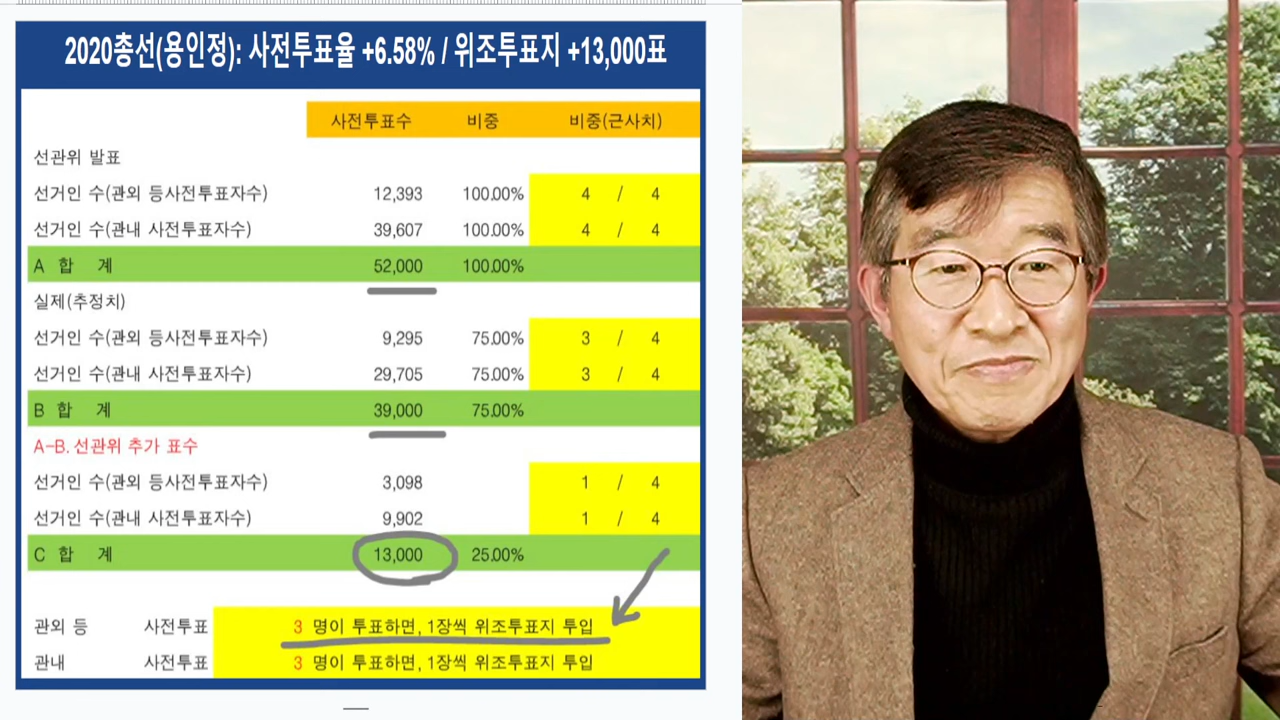 2020총선(용인정): 사전투표율 +6.58% / 위조투표지 +13,000표
사전투표수 비중 비중(근사치)
선관위 발표
선거인 수(관외 등사전투표자수) 12,393 100.00% 4 / 4
선거인 수(관내 사전투표자수) 39,607 100.00% 4 / 4
A 합 계 52,000 100.00%
실제(추정치)
선거인 수(관외 등사전투표자수) 9,295 75.00% 3 / 4
선거인 수(관내 사전투표자수) 29,705 75.00% 3 / 4
B 합 계 39,000 75.00%
A-B. 선관위 추가 표수
선거인 수(관외 등사전투표자수) 3,098 1 / 4
선거인 수(관내 사전투표자수) 9,902 1 / 4
C 합 계 13,000 25.00%
관외 등 사전투표 3 명이 투표하면, 1장씩 위조투표지 투입
관내 사전투표 3 명이 투표하면, 1장씩 위조투표지 투입